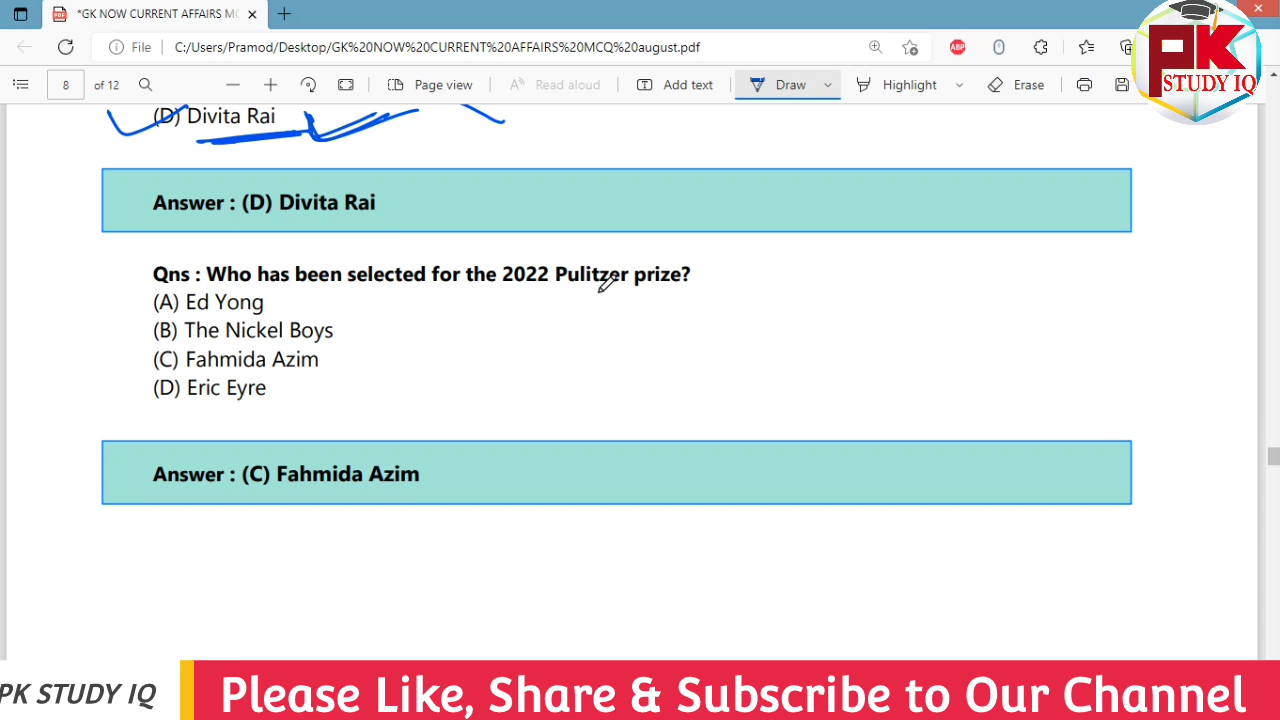 *GK NOW CURRENT AFFAIRS MC
File C:/Users/Pramod/Desktop/GK%20NOW%20CURRENT%20AFFAIRS%20MCQ%20august.pdf ABP
PK
STUDY IQ
8 of 12 Page view Read aloud Add text Draw Highlight Erase
(D) Divita Rai
Answer : (D) Divita Rai
Qns : Who has been selected for the 2022 Pulitzer prize?
(A) Ed Yong
(B) The Nickel Boys
(C) Fahmida Azim
(D) Eric Eyre
Answer : (C) Fahmida Azim
PK STUDY IQ Please Like, Share & Subscribe to Our Channel